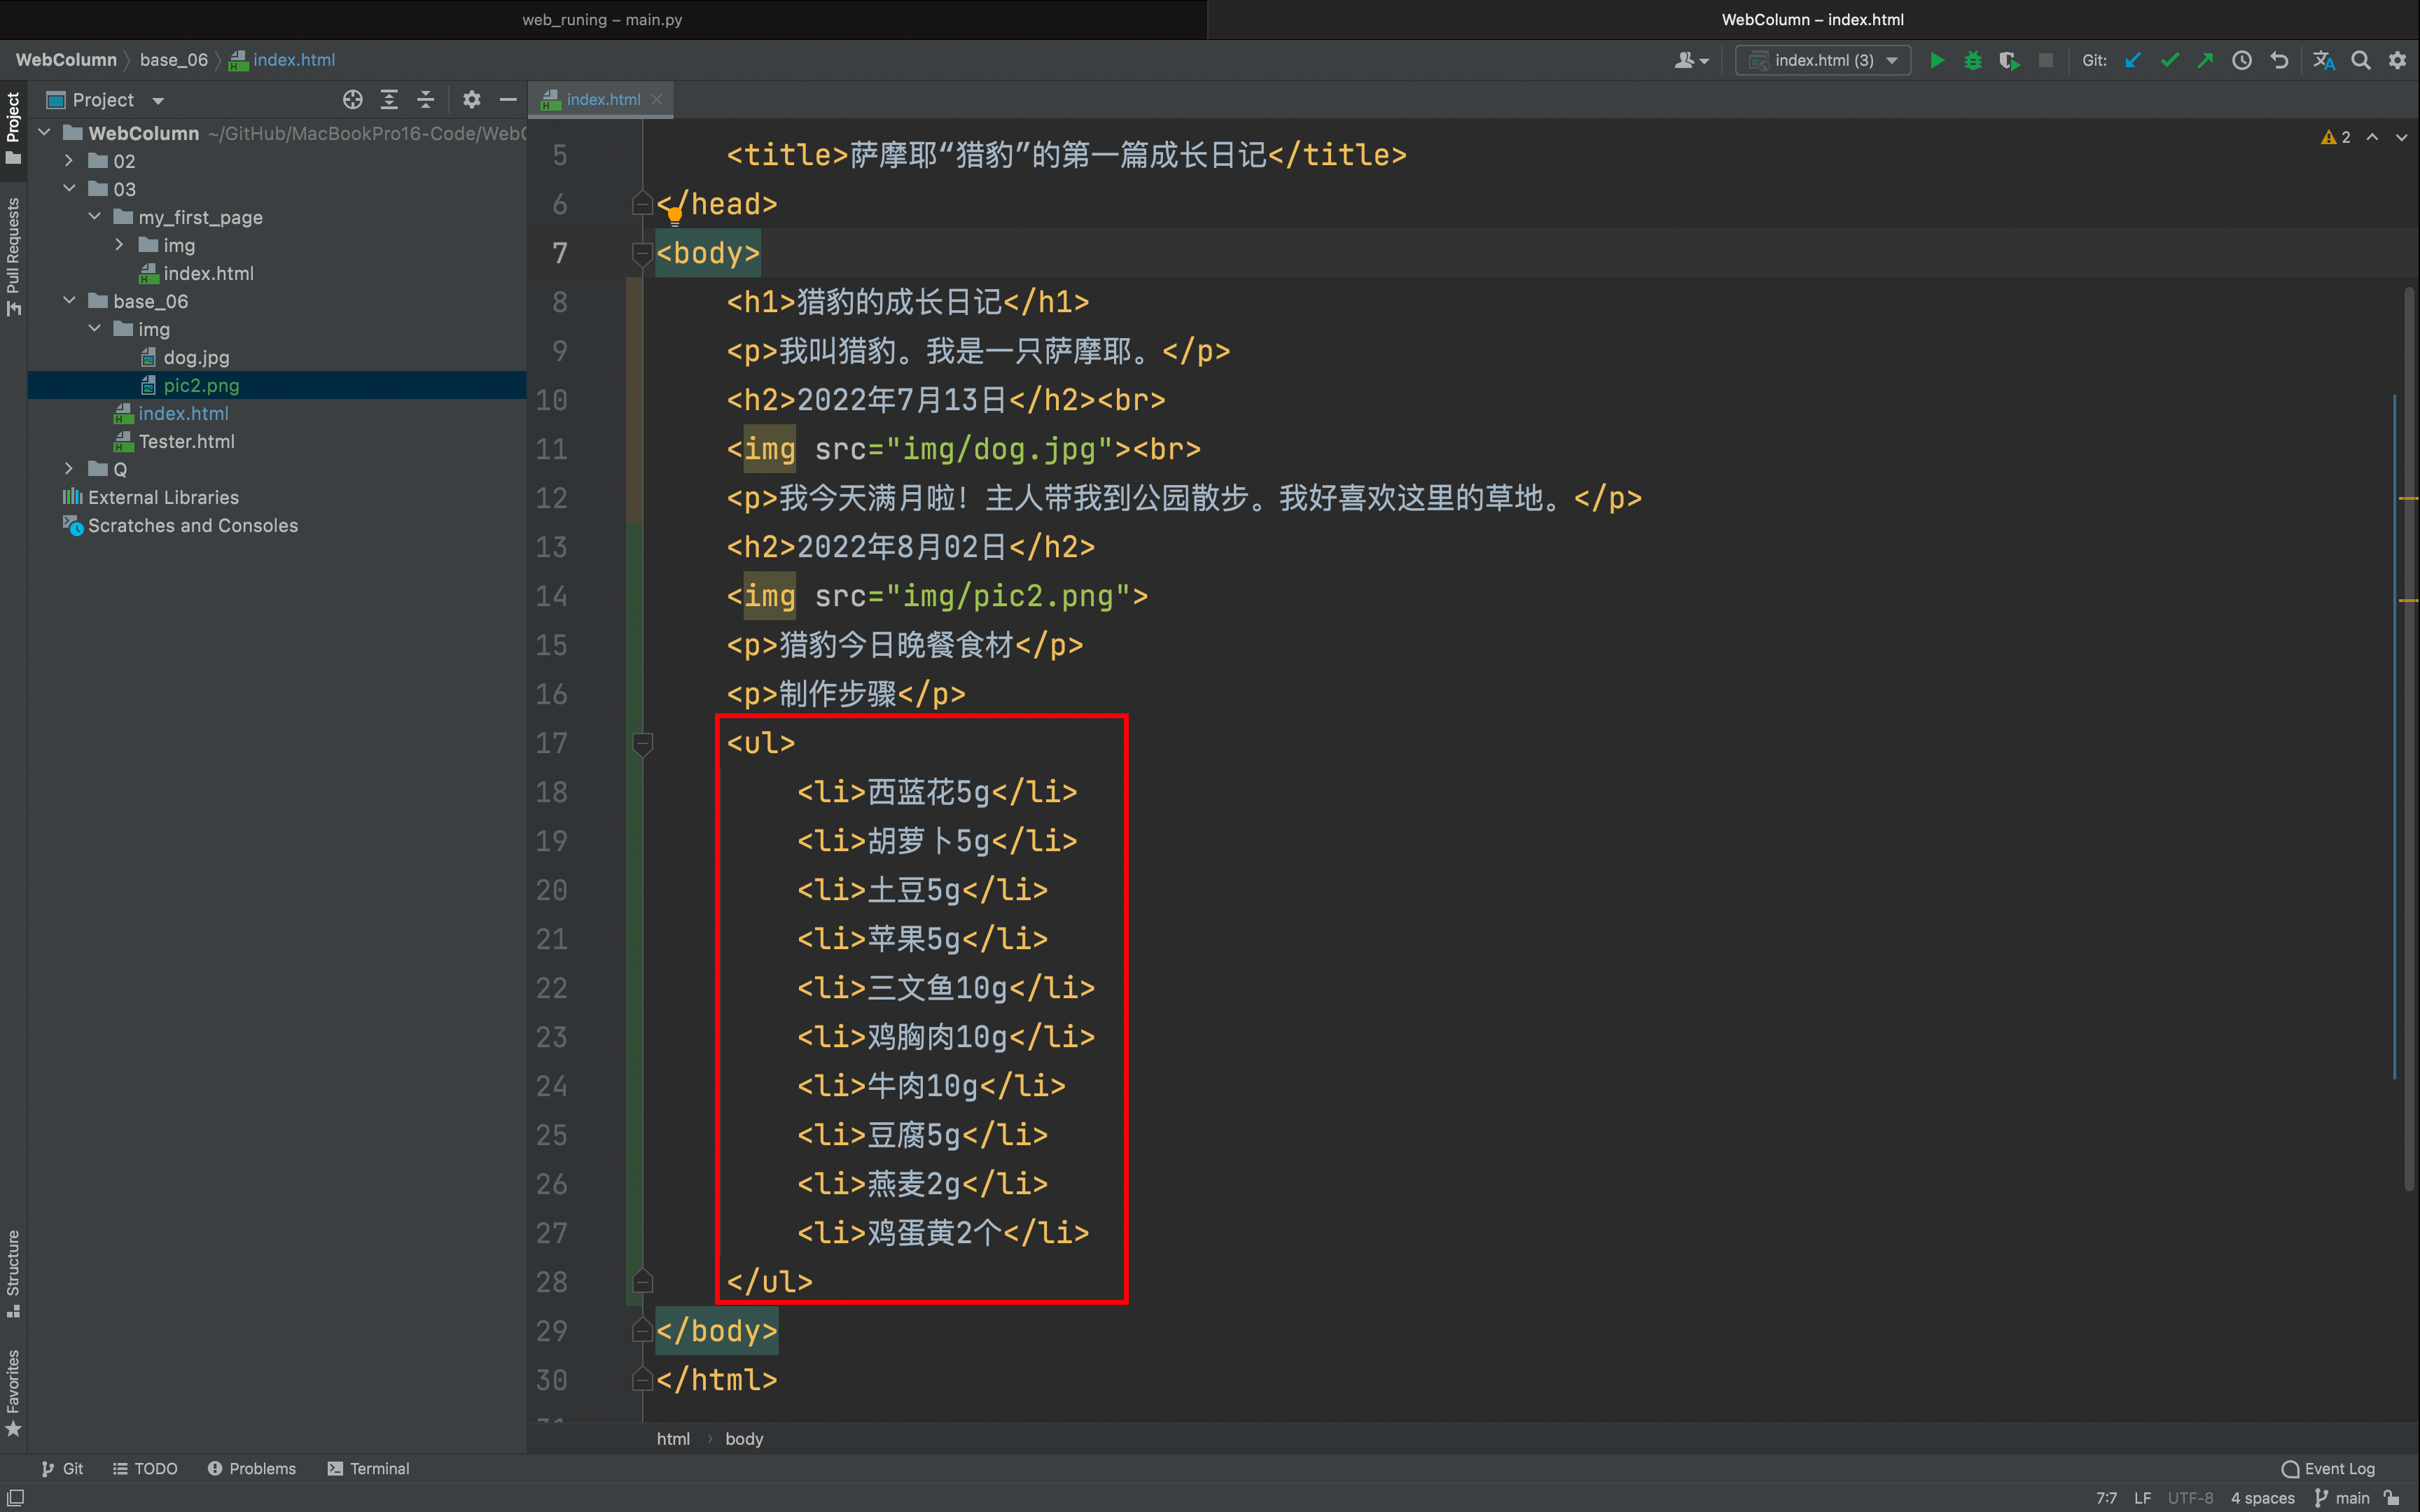 web_runing – main.py
WebColumn – index.html
WebColumn
base_06
index.html
index.html (3)
Git:
Project
index.html
2
Project
Pull Requests
WebColumn ~/GitHub/MacBookPro16-Code/WebC
02
03
my_first_page
img
index.html
base_06
img
dog.jpg
pic2.png
index.html
Tester.html
Q
External Libraries
Scratches and Consoles
Structure
Favorites
5 <title>萨摩耶“猎豹”的第一篇成长日记</title>
6 </head>
7 <body>
8 <h1>猎豹的成长日记</h1>
9 <p>我叫猎豹。我是一只萨摩耶。</p>
10 <h2>2022年7月13日</h2><br>
11 <img src="img/dog.jpg"><br>
12 <p>我今天满月啦！主人带我到公园散步。我好喜欢这里的草地。</p>
13 <h2>2022年8月02日</h2>
14 <img src="img/pic2.png">
15 <p>猎豹今日晚餐食材</p>
16 <p>制作步骤</p>
17 <ul>
18 <li>西蓝花5g</li>
19 <li>胡萝卜5g</li>
20 <li>土豆5g</li>
21 <li>苹果5g</li>
22 <li>三文鱼10g</li>
23 <li>鸡胸肉10g</li>
24 <li>牛肉10g</li>
25 <li>豆腐5g</li>
26 <li>燕麦2g</li>
27 <li>鸡蛋黄2个</li>
28 </ul>
29 </body>
30 </html>
html › body
Git
TODO
Problems
Terminal
Event Log
7:7 LF UTF-8 4 spaces main